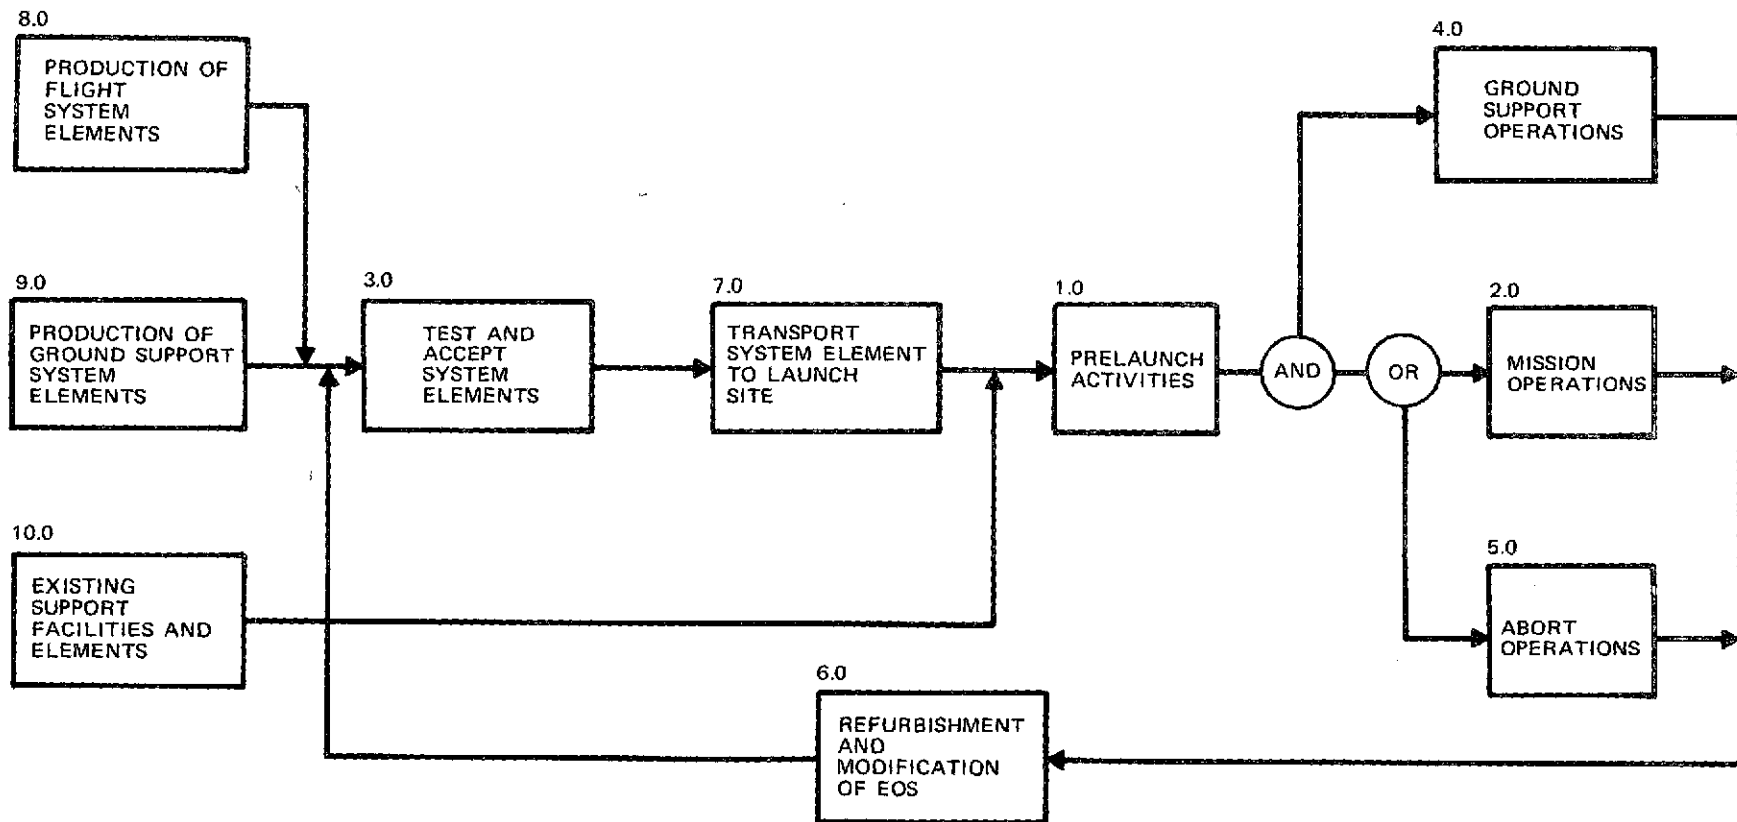 8.0
PRODUCTION OF
FLIGHT
SYSTEM
ELEMENTS
4.0
GROUND
SUPPORT
OPERATIONS
9.0
PRODUCTION OF
GROUND SUPPORT
SYSTEM
ELEMENTS
3.0
TEST AND
ACCEPT
SYSTEM
ELEMENTS
7.0
TRANSPORT
SYSTEM ELEMENT
TO LAUNCH
SITE
1.0
PRELAUNCH
ACTIVITIES
AND
OR
2.0
MISSION
OPERATIONS
10.0
EXISTING
SUPPORT
FACILITIES AND
ELEMENTS
5.0
ABORT
OPERATIONS
6.0
REFURBISHMENT
AND
MODIFICATION
OF EOS